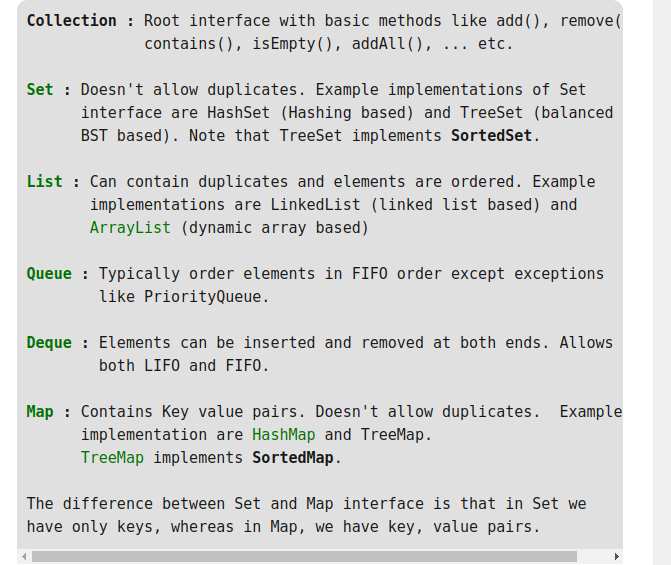 Collection : Root interface with basic methods like add(), remove(
contains(), isEmpty(), addAll(), ... etc.
Set : Doesn't allow duplicates. Example implementations of Set
interface are HashSet (Hashing based) and TreeSet (balanced
BST based). Note that TreeSet implements SortedSet.
List : Can contain duplicates and elements are ordered. Example
implementations are LinkedList (linked list based) and
ArrayList (dynamic array based)
Queue : Typically order elements in FIFO order except exceptions
like PriorityQueue.
Deque : Elements can be inserted and removed at both ends. Allows
both LIFO and FIFO.
Map : Contains Key value pairs. Doesn't allow duplicates.  Example
implementation are HashMap and TreeMap.
TreeMap implements SortedMap.
The difference between Set and Map interface is that in Set we
have only keys, whereas in Map, we have key, value pairs.